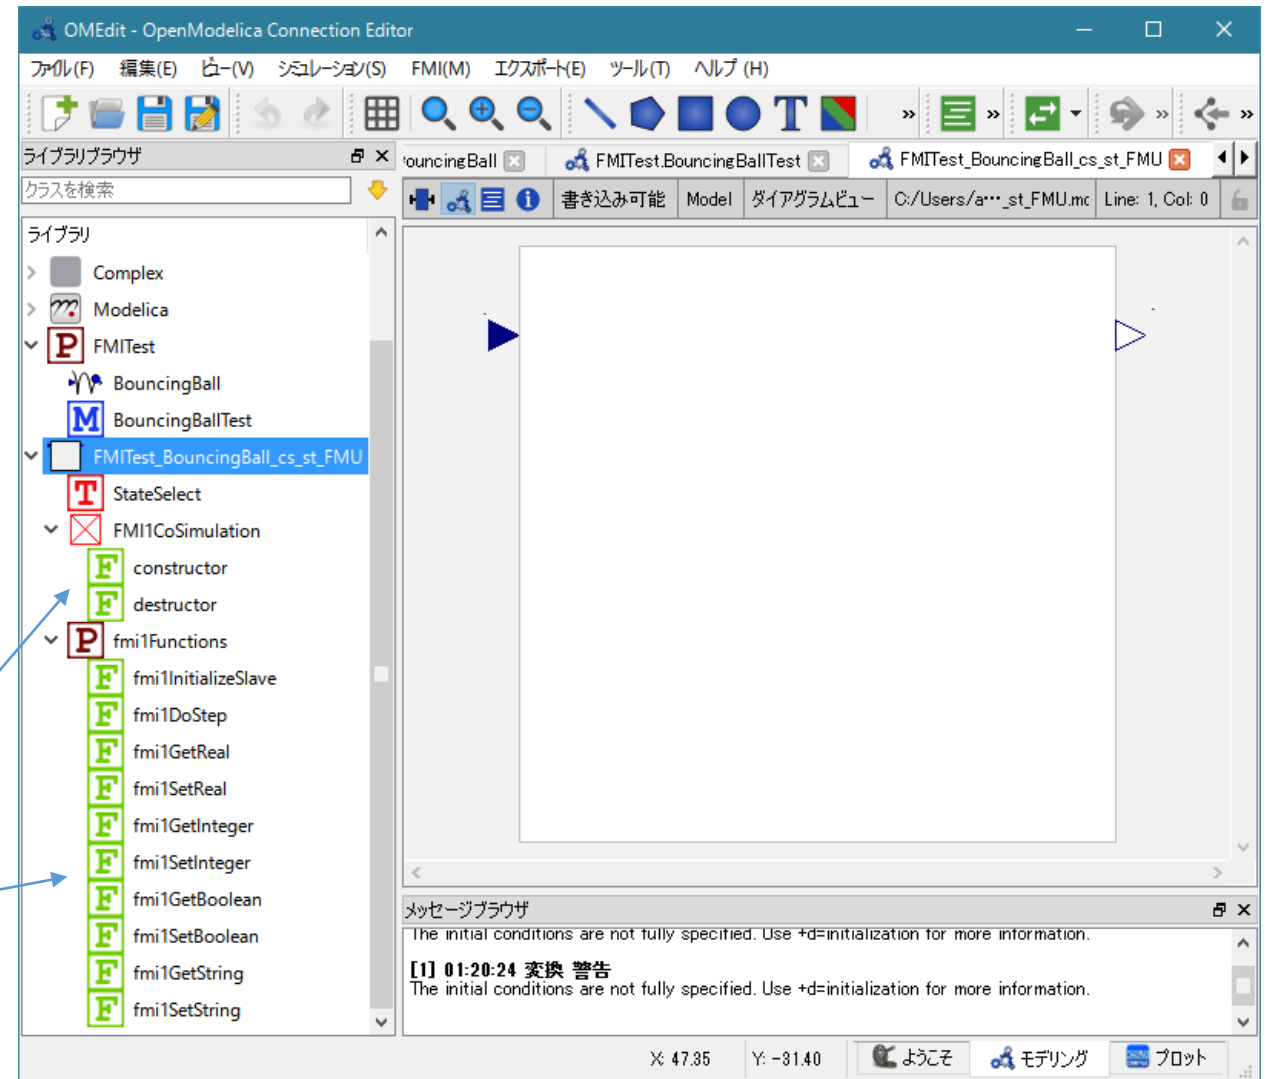 OMEdit - OpenModelica Connection Editor
ファイル(F) 編集(E) ビュー(V) シミュレーション(S) FMI(M) エクスポート(E) ツール(T) ヘルプ (H)
ライブラリブラウザ
クラスを検索
ライブラリ
Complex
Modelica
FMITest
BouncingBall
BouncingBallTest
FMITest_BouncingBall_cs_st_FMU
StateSelect
FMI1CoSimulation
constructor
destructor
fmi1Functions
fmi1InitializeSlave
fmi1DoStep
fmi1GetReal
fmi1SetReal
fmi1GetInteger
fmi1SetInteger
fmi1GetBoolean
fmi1SetBoolean
fmi1GetString
fmi1SetString
ouncingBall FMITest.BouncingBallTest FMITest_BouncingBall_cs_st_FMU
書き込み可能 Model ダイアグラムビュー C:/Users/a…_st_FMU.mc Line: 1, Col: 0
メッセージブラウザ
The initial conditions are not fully specified. Use +d=initialization for more information.
[1] 01:20:24 変換 警告
The initial conditions are not fully specified. Use +d=initialization for more information.
X: 47.35 Y: -31.40 ようこそ モデリング プロット